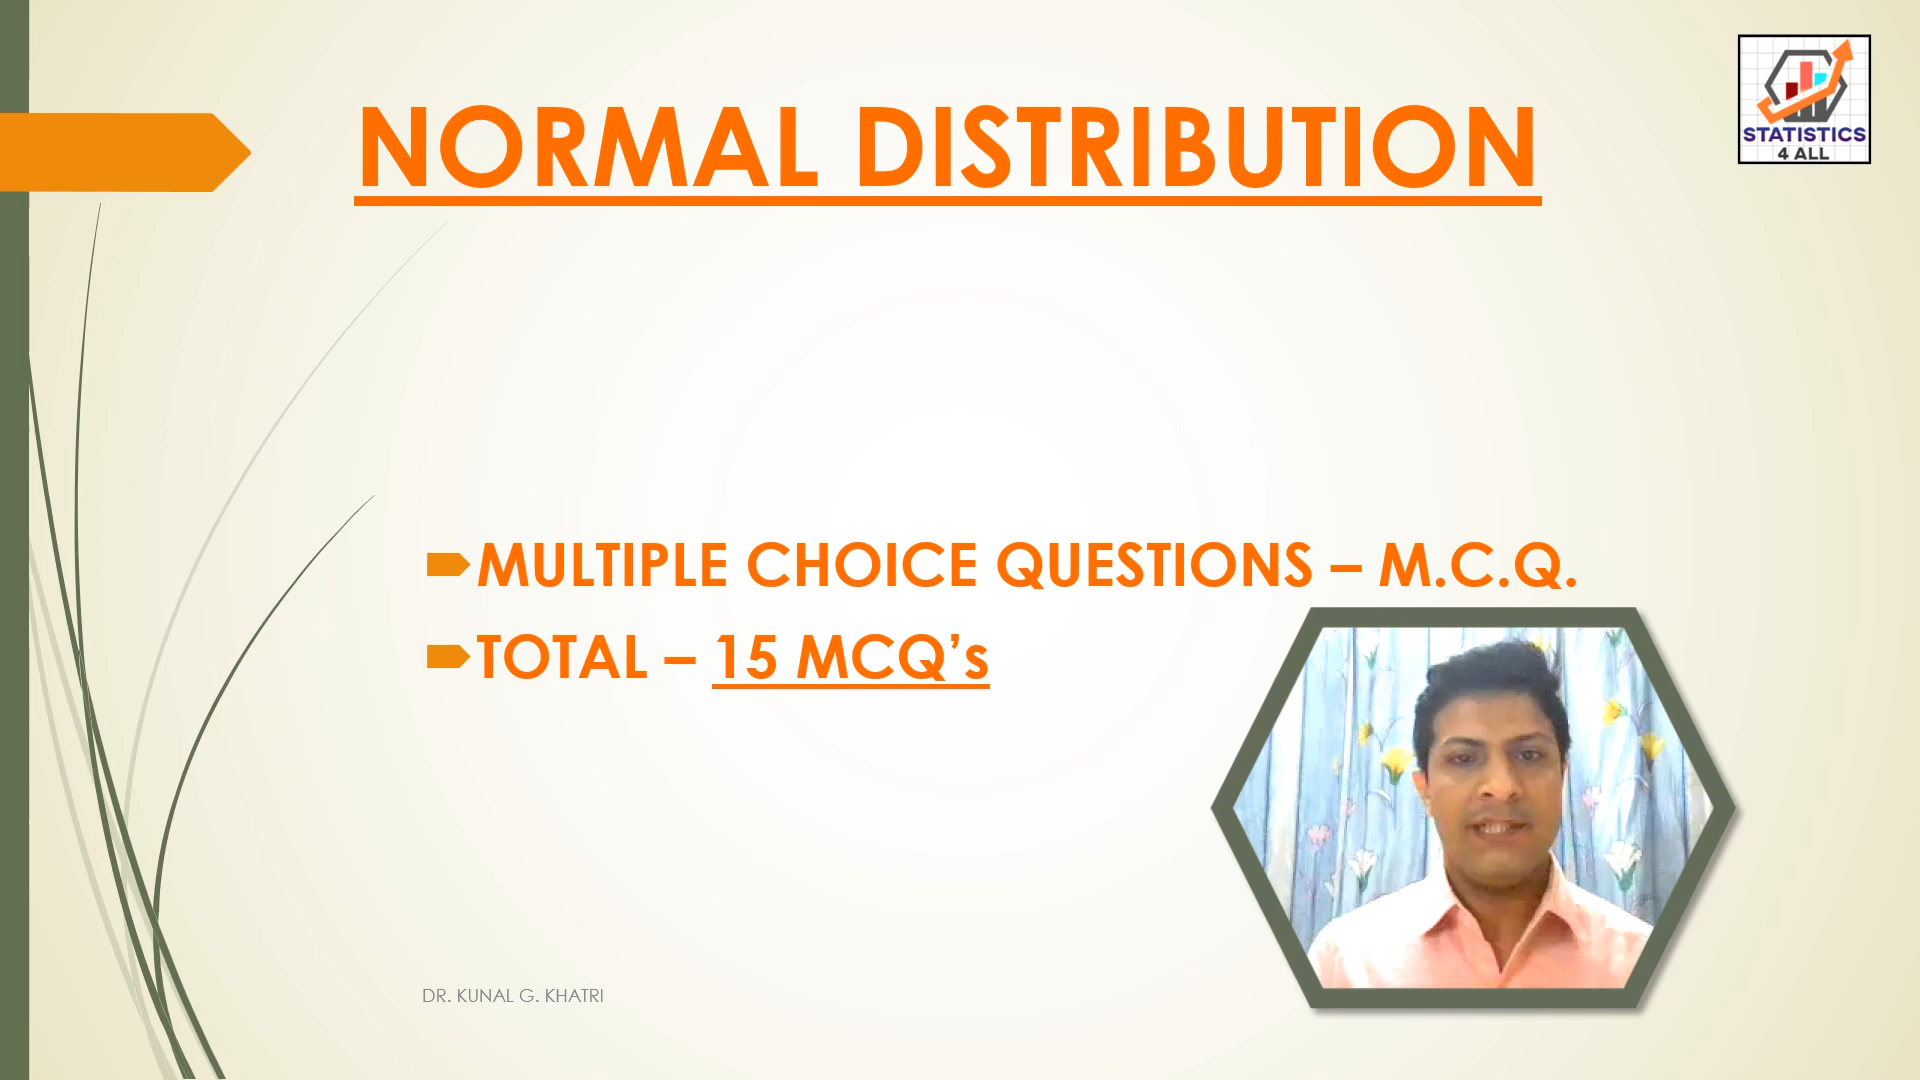 NORMAL DISTRIBUTION
STATISTICS
4 ALL
MULTIPLE CHOICE QUESTIONS – M.C.Q.
TOTAL – 15 MCQ’s
DR. KUNAL G. KHATRI